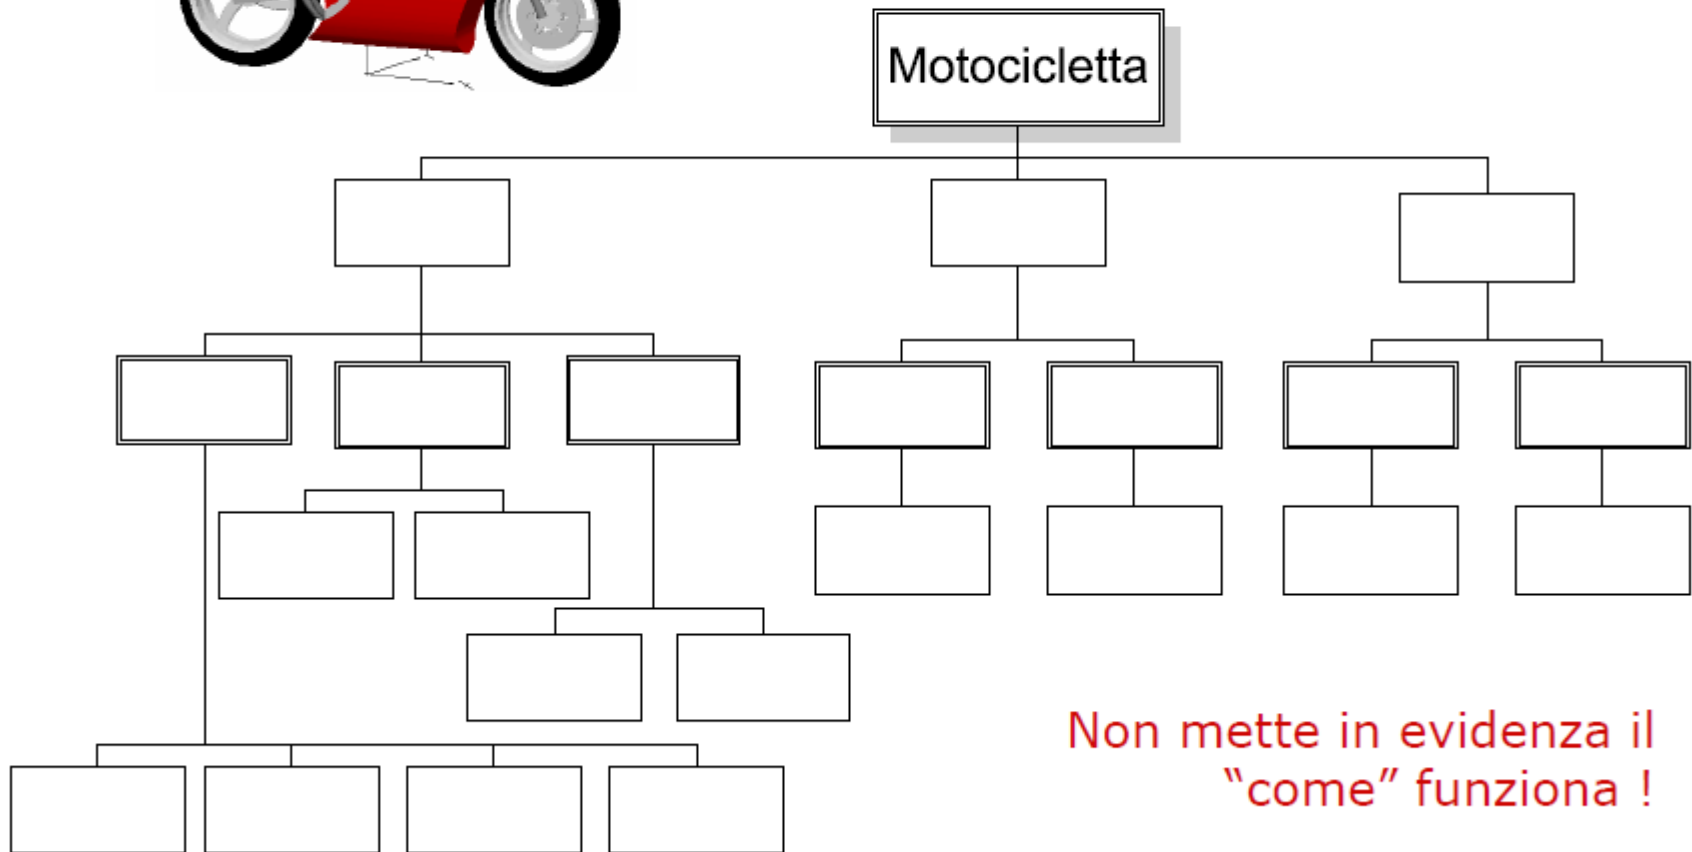 Motocicletta
Non mette in evidenza il
“come” funziona !